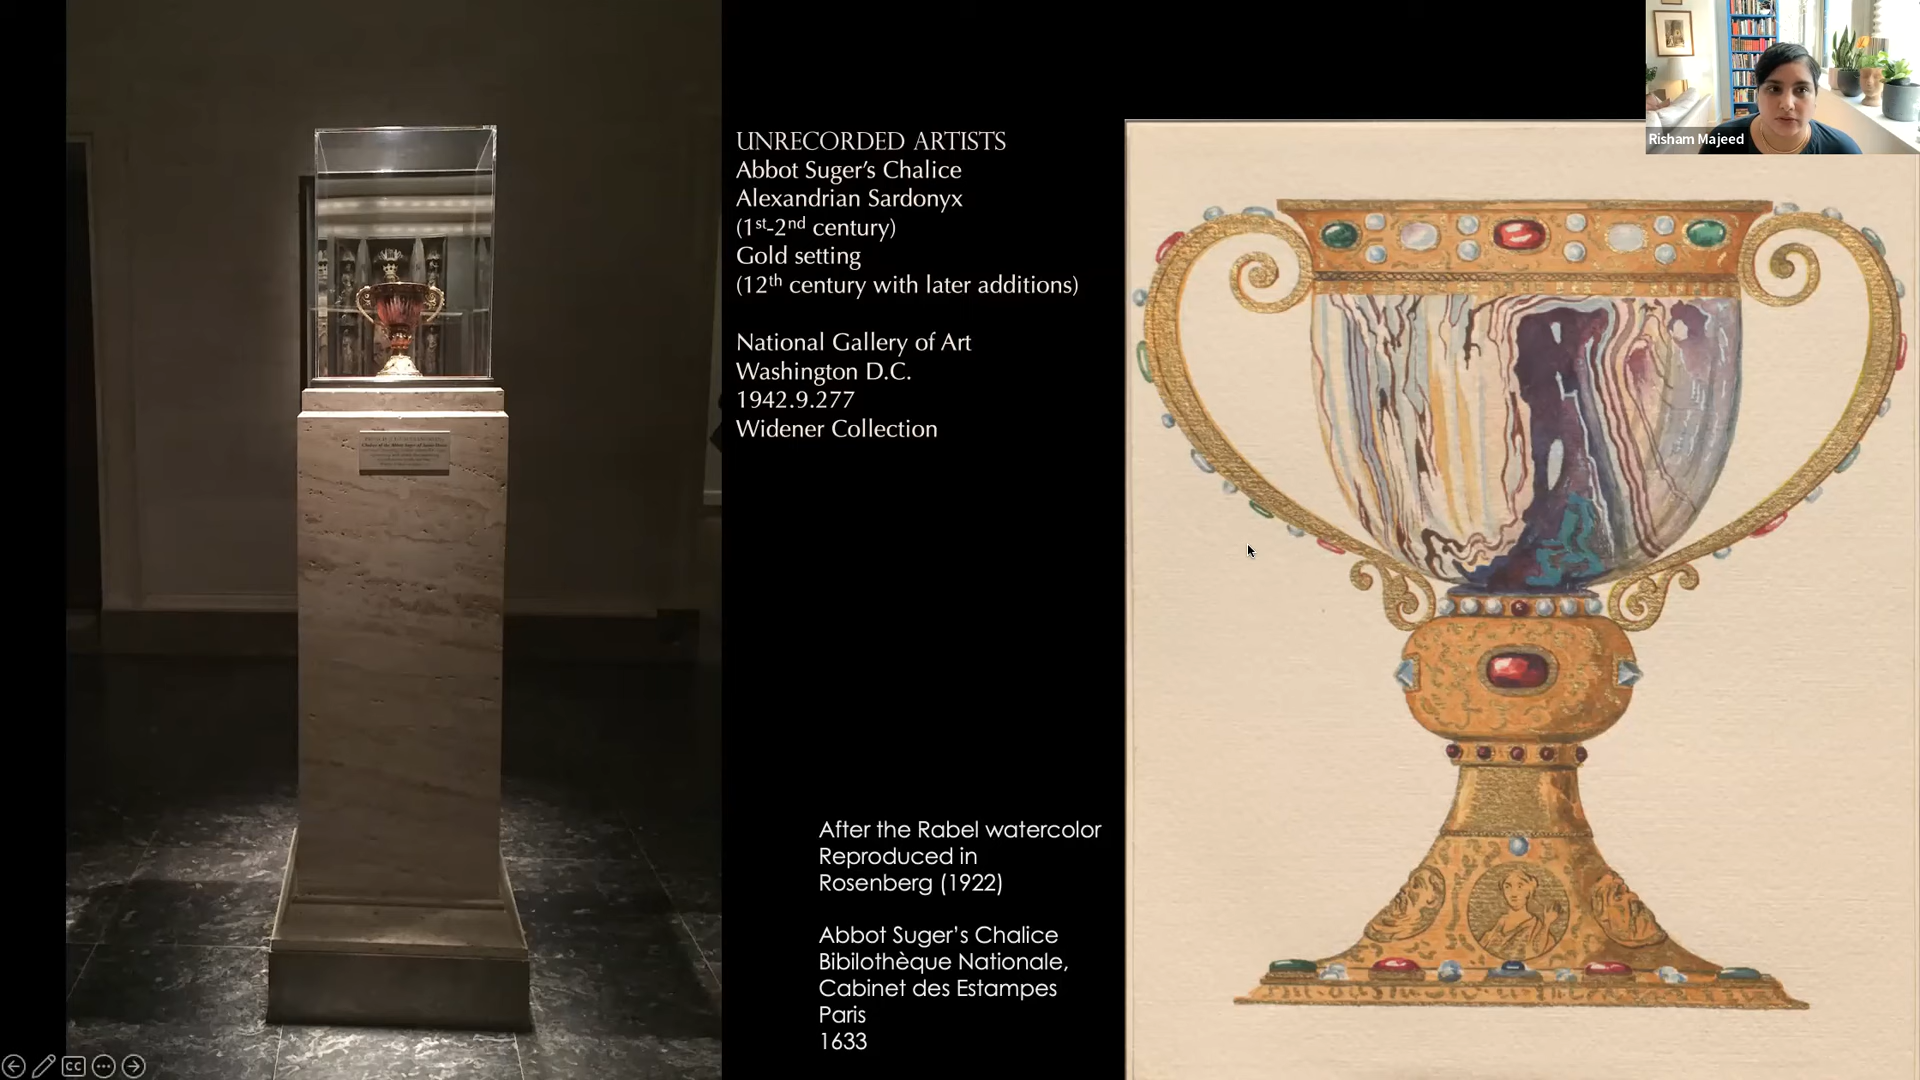 UNRECORDED ARTISTS
Abbot Suger's Chalice
Alexandrian Sardonyx
(1st-2nd century)
Gold setting
(12th century with later additions)
National Gallery of Art
Washington D.C.
1942.9.277
Widener Collection
After the Rabel watercolor
Reproduced in
Rosenberg (1922)
Abbot Suger's Chalice
Bibilothèque Nationale,
Cabinet des Estampes
Paris
1633
Risham Majeed
CC